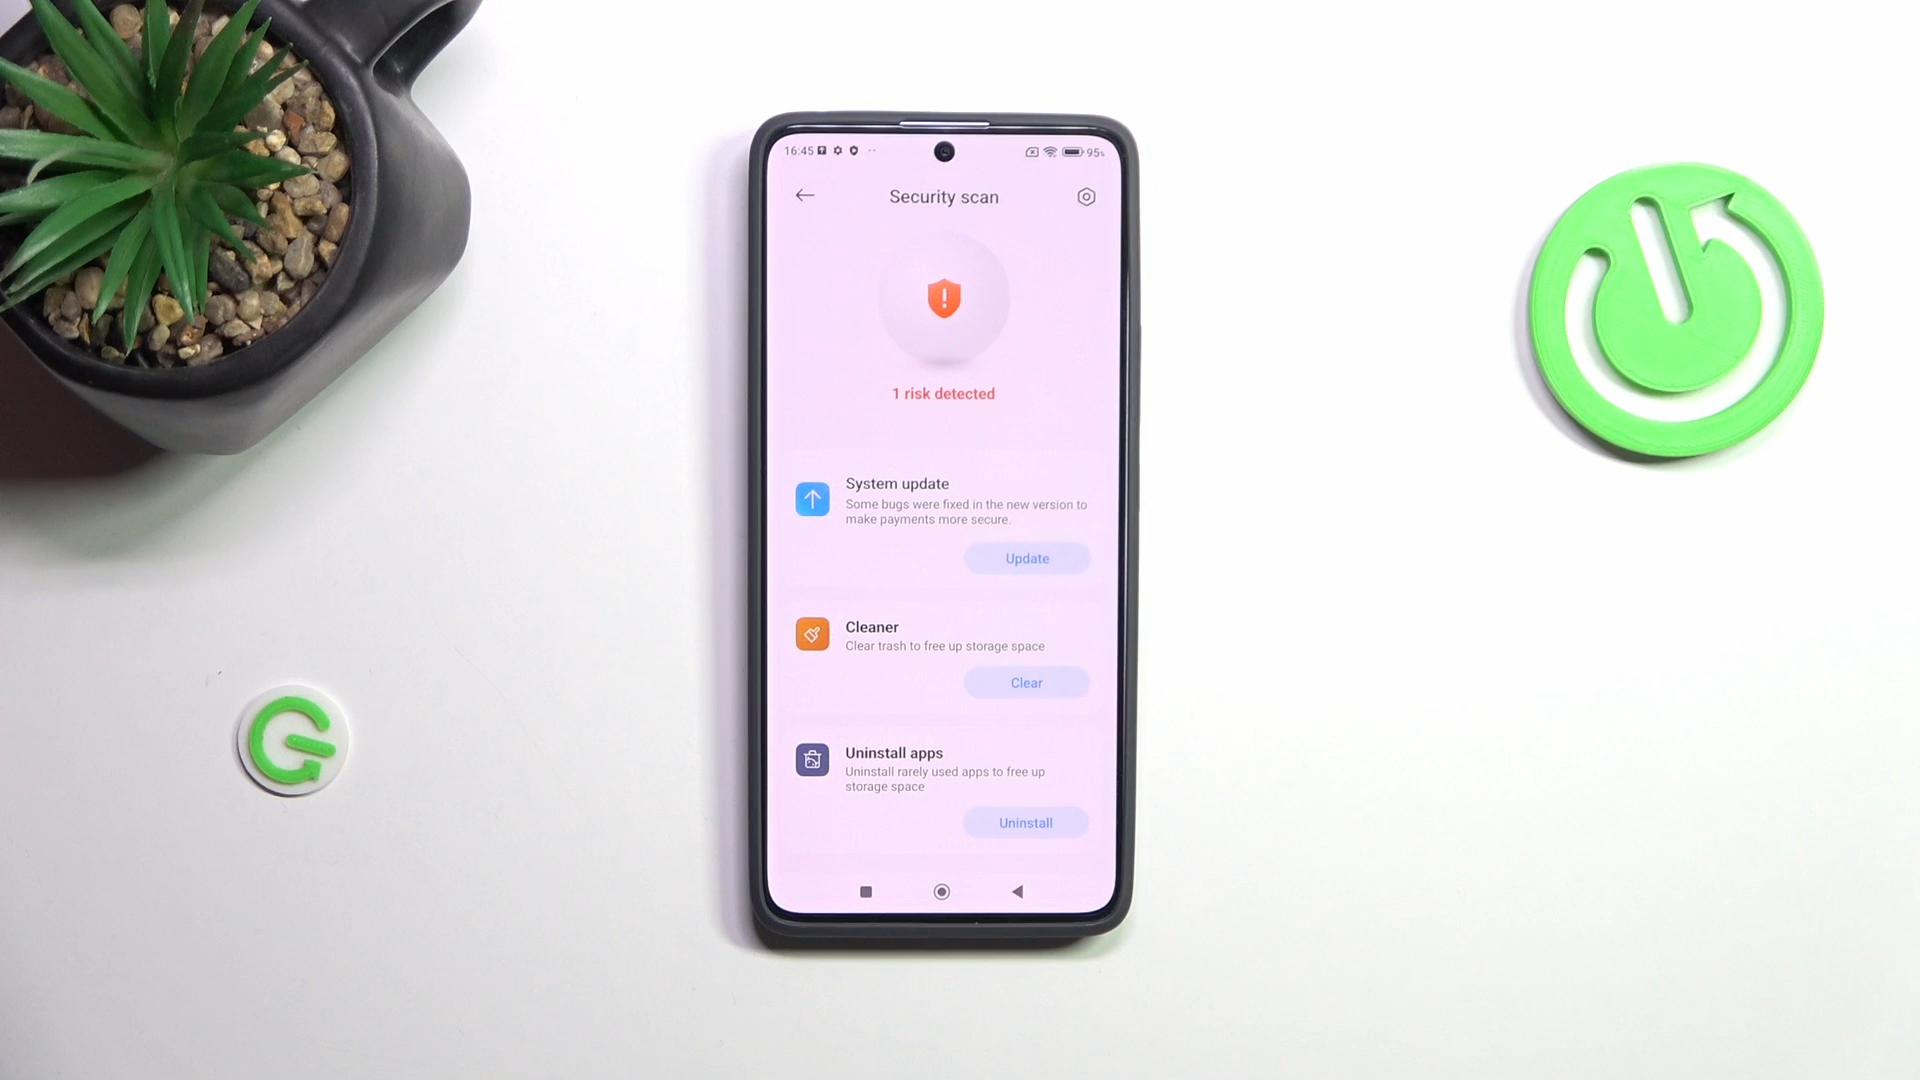 16:45
95%
Security scan
1 risk detected
System update
Some bugs were fixed in the new version to
make payments more secure.
Update
Cleaner
Clear trash to free up storage space
Clear
Uninstall apps
Uninstall rarely used apps to free up
storage space
Uninstall